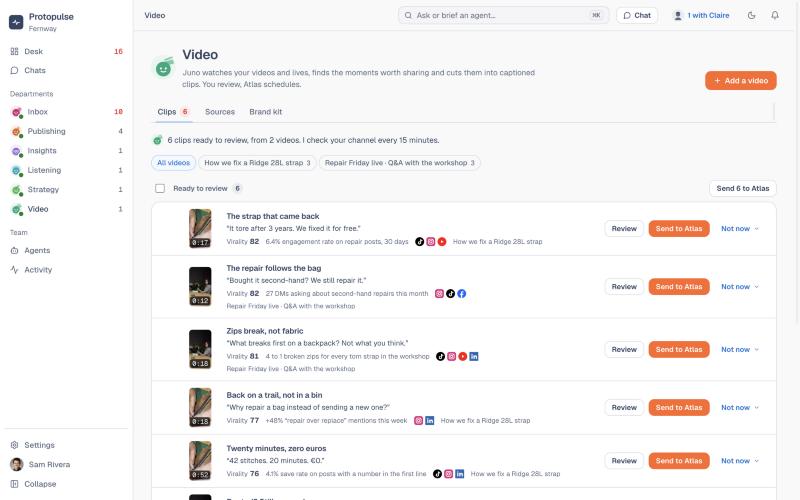 Protopulse
Fernway
Video
Ask or brief an agent...
⌘K
Chat
1 with Claire
Desk 16
Chats
Departments
Inbox 10
Publishing 4
Insights 1
Listening 1
Strategy 1
Video 1
Team
Agents
Activity
Settings
Sam Rivera
Collapse
Video
Juno watches your videos and lives, finds the moments worth sharing and cuts them into captioned
clips. You review, Atlas schedules.
+ Add a video
Clips 6 Sources Brand kit
6 clips ready to review, from 2 videos. I check your channel every 15 minutes.
All videos How we fix a Ridge 28L strap 3 Repair Friday live · Q&A with the workshop 3
Ready to review 6 Send 6 to Atlas
The strap that came back
"It tore after 3 years. We fixed it for free."
Virality 82 6.4% engagement rate on repair posts, 30 days How we fix a Ridge 28L strap
0:17
Review Send to Atlas Not now
The repair follows the bag
"Bought it second-hand? We still repair it."
Virality 82 27 DMs asking about second-hand repairs this month
Repair Friday live · Q&A with the workshop
0:12
Review Send to Atlas Not now
Zips break, not fabric
"What breaks first on a backpack? Not what you think."
Virality 81 4 to 1 broken zips for every torn strap in the workshop
Repair Friday live · Q&A with the workshop
0:18
Review Send to Atlas Not now
Back on a trail, not in a bin
"Why repair a bag instead of sending a new one?"
Virality 77 +48% "repair over replace" mentions this week How we fix a Ridge 28L strap
0:18
Review Send to Atlas Not now
Twenty minutes, zero euros
"42 stitches. 20 minutes. €0."
Virality 76 4.1% save rate on posts with a number in the first line How we fix a Ridge 28L strap
0:52
Review Send to Atlas Not now